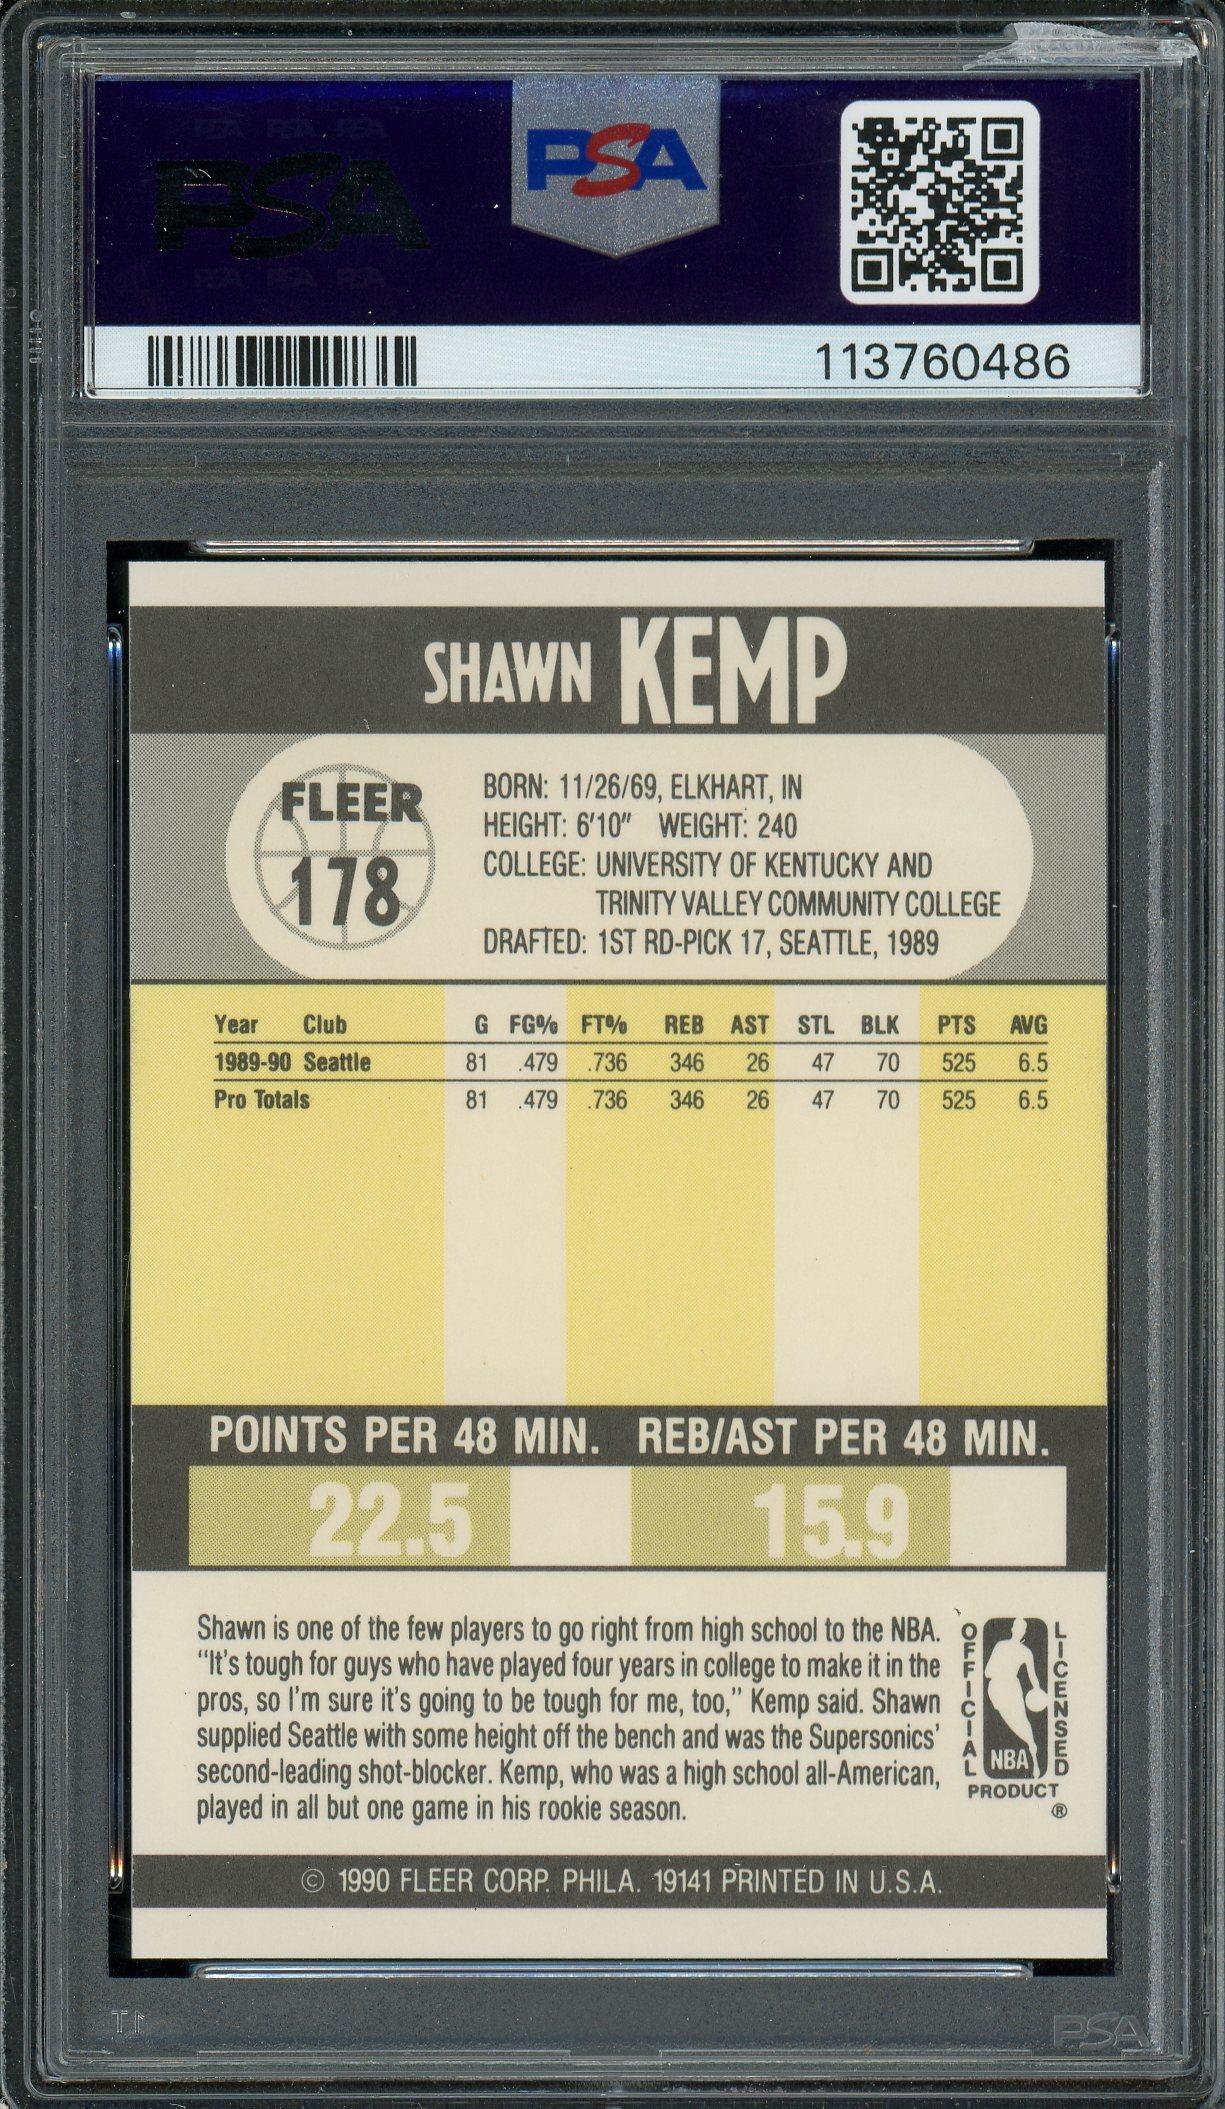 PSA PSA PSA
PSA
PSA PSA PSA
PSA
113760486
SHAWN KEMP
FLEER
178
BORN: 11/26/69, ELKHART, IN
HEIGHT: 6'10" WEIGHT: 240
COLLEGE: UNIVERSITY OF KENTUCKY AND
TRINITY VALLEY COMMUNITY COLLEGE
DRAFTED: 1ST RD-PICK 17, SEATTLE, 1989
Year Club G FG% FT% REB AST STL BLK PTS AVG
1989-90 Seattle 81 .479 .736 346 26 47 70 525 6.5
Pro Totals 81 .479 .736 346 26 47 70 525 6.5
POINTS PER 48 MIN. REB/AST PER 48 MIN.
22.5 15.9
Shawn is one of the few players to go right from high school to the NBA.
“It's tough for guys who have played four years in college to make it in the
pros, so I'm sure it's going to be tough for me, too,” Kemp said. Shawn
supplied Seattle with some height off the bench and was the Supersonics'
second-leading shot-blocker. Kemp, who was a high school all-American,
played in all but one game in his rookie season.
OFFICIAL
LICENSED
NBA
PRODUCT
®
© 1990 FLEER CORP. PHILA. 19141 PRINTED IN U.S.A.
PSA